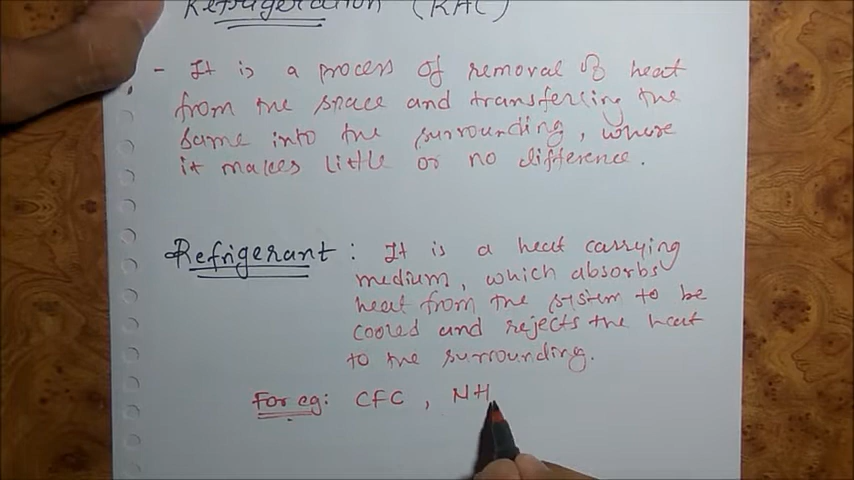 Refrigeration (RAC)
- It is a process of removal of heat
from the space and transferring the
same into the surrounding, where
it makes little or no difference.
Refrigerant : It is a heat carrying
medium, which absorbs
heat from the system to be
cooled and rejects the heat
to the surrounding.
For eg: CFC, NH